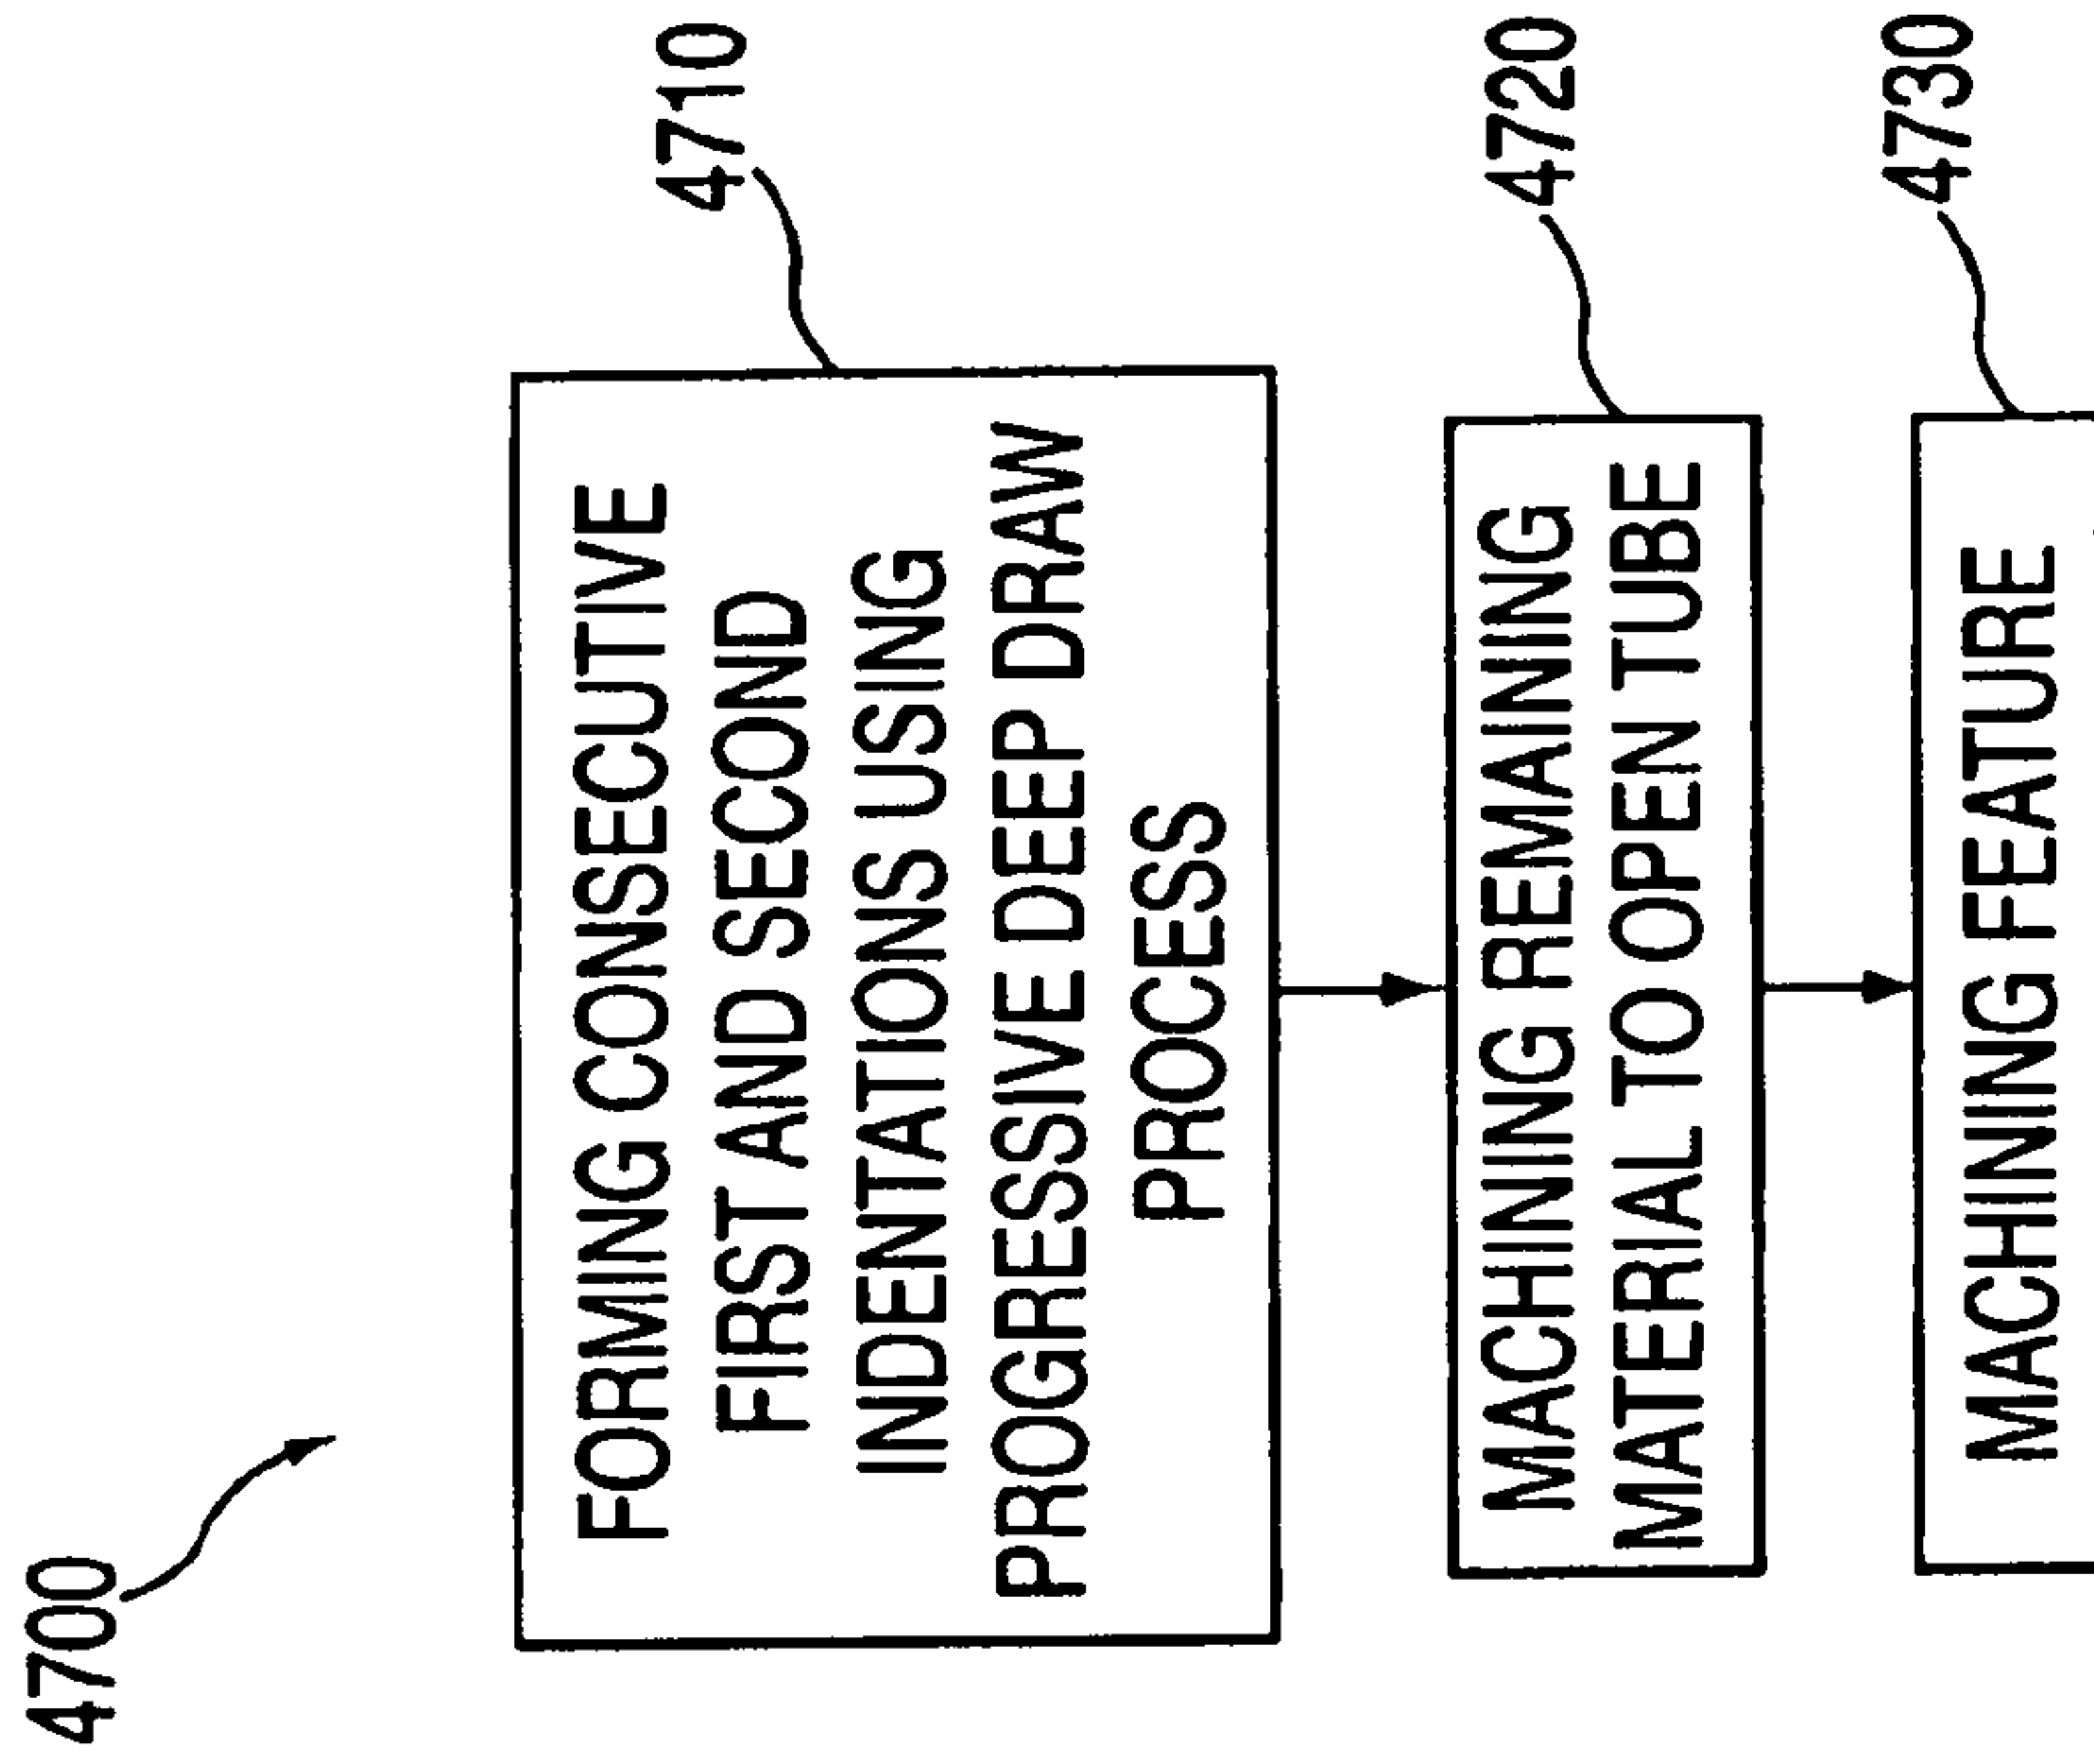 4700
4710
FORMING CONSECUTIVE
FIRST AND SECOND
INDENTATIONS USING
PROGRESSIVE DEEP DRAW
PROCESS
4720
MACHINING REMAINING
MATERIAL TO OPEN TUBE
4730
MACHINING FEATURE